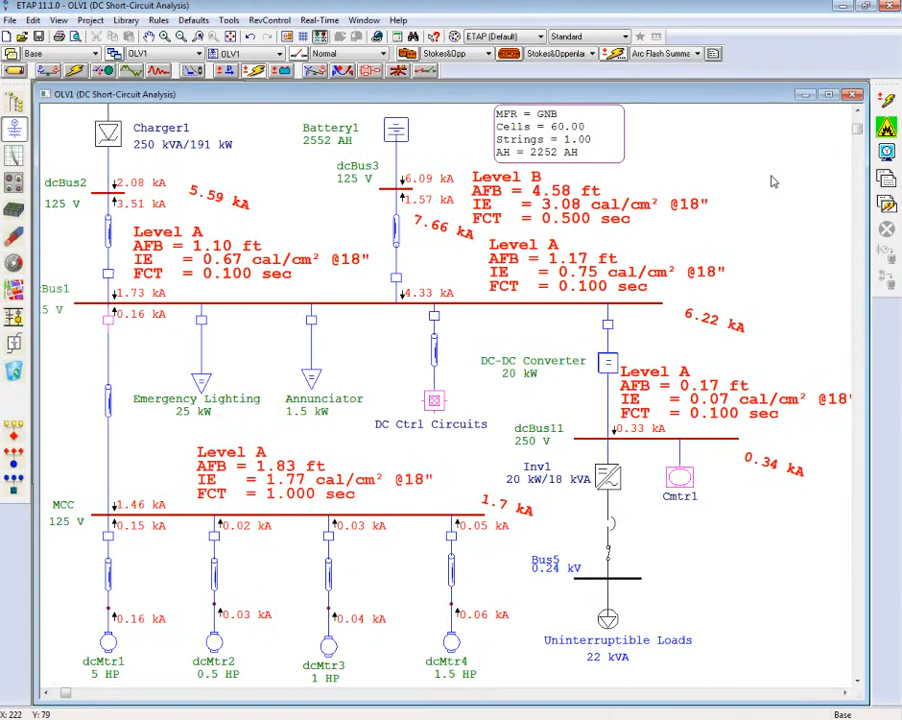 ETAP 11.1.0 - OLV1 (DC Short-Circuit Analysis)
File Edit View Project Library Rules Defaults Tools RevControl Real-Time Window Help
ETAP (Default) Standard
Base OLV1 OLV1 Normal Stokes&Opp Stokes&Oppenla Arc Flash Summa
OLV1 (DC Short-Circuit Analysis)
Charger1
250 kVA/191 kW
Battery1
2552 AH
MFR = GNB
Cells = 60.00
Strings = 1.00
AH = 2252 AH
dcBus3
125 V
dcBus2
125 V
2.08 kA
3.51 kA
5.59 kA
6.09 kA
1.57 kA
7.66 kA
Level B
AFB = 4.58 ft
IE = 3.08 cal/cm² @18"
FCT = 0.500 sec
Level A
AFB = 1.10 ft
IE = 0.67 cal/cm² @18"
FCT = 0.100 sec
Level A
AFB = 1.17 ft
IE = 0.75 cal/cm² @18"
FCT = 0.100 sec
Bus1
5 V
1.73 kA
0.16 kA
4.33 kA
6.22 kA
DC-DC Converter
20 kW
Level A
AFB = 0.17 ft
IE = 0.07 cal/cm² @18"
FCT = 0.100 sec
Emergency Lighting
25 kW
Annunciator
1.5 kW
DC Ctrl Circuits
dcBus11
250 V
0.33 kA
0.34 kA
Inv1
20 kW/18 kVA
Cmtr1
Level A
AFB = 1.83 ft
IE = 1.77 cal/cm² @18"
FCT = 1.000 sec
MCC
125 V
1.46 kA
0.15 kA
0.02 kA
0.03 kA
0.05 kA
1.7 kA
Bus5
0.24 kV
0.16 kA
0.03 kA
0.04 kA
0.06 kA
dcMtr1
5 HP
dcMtr2
0.5 HP
dcMtr3
1 HP
dcMtr4
1.5 HP
Uninterruptible Loads
22 kVA
X: 222 Y: 79
Base